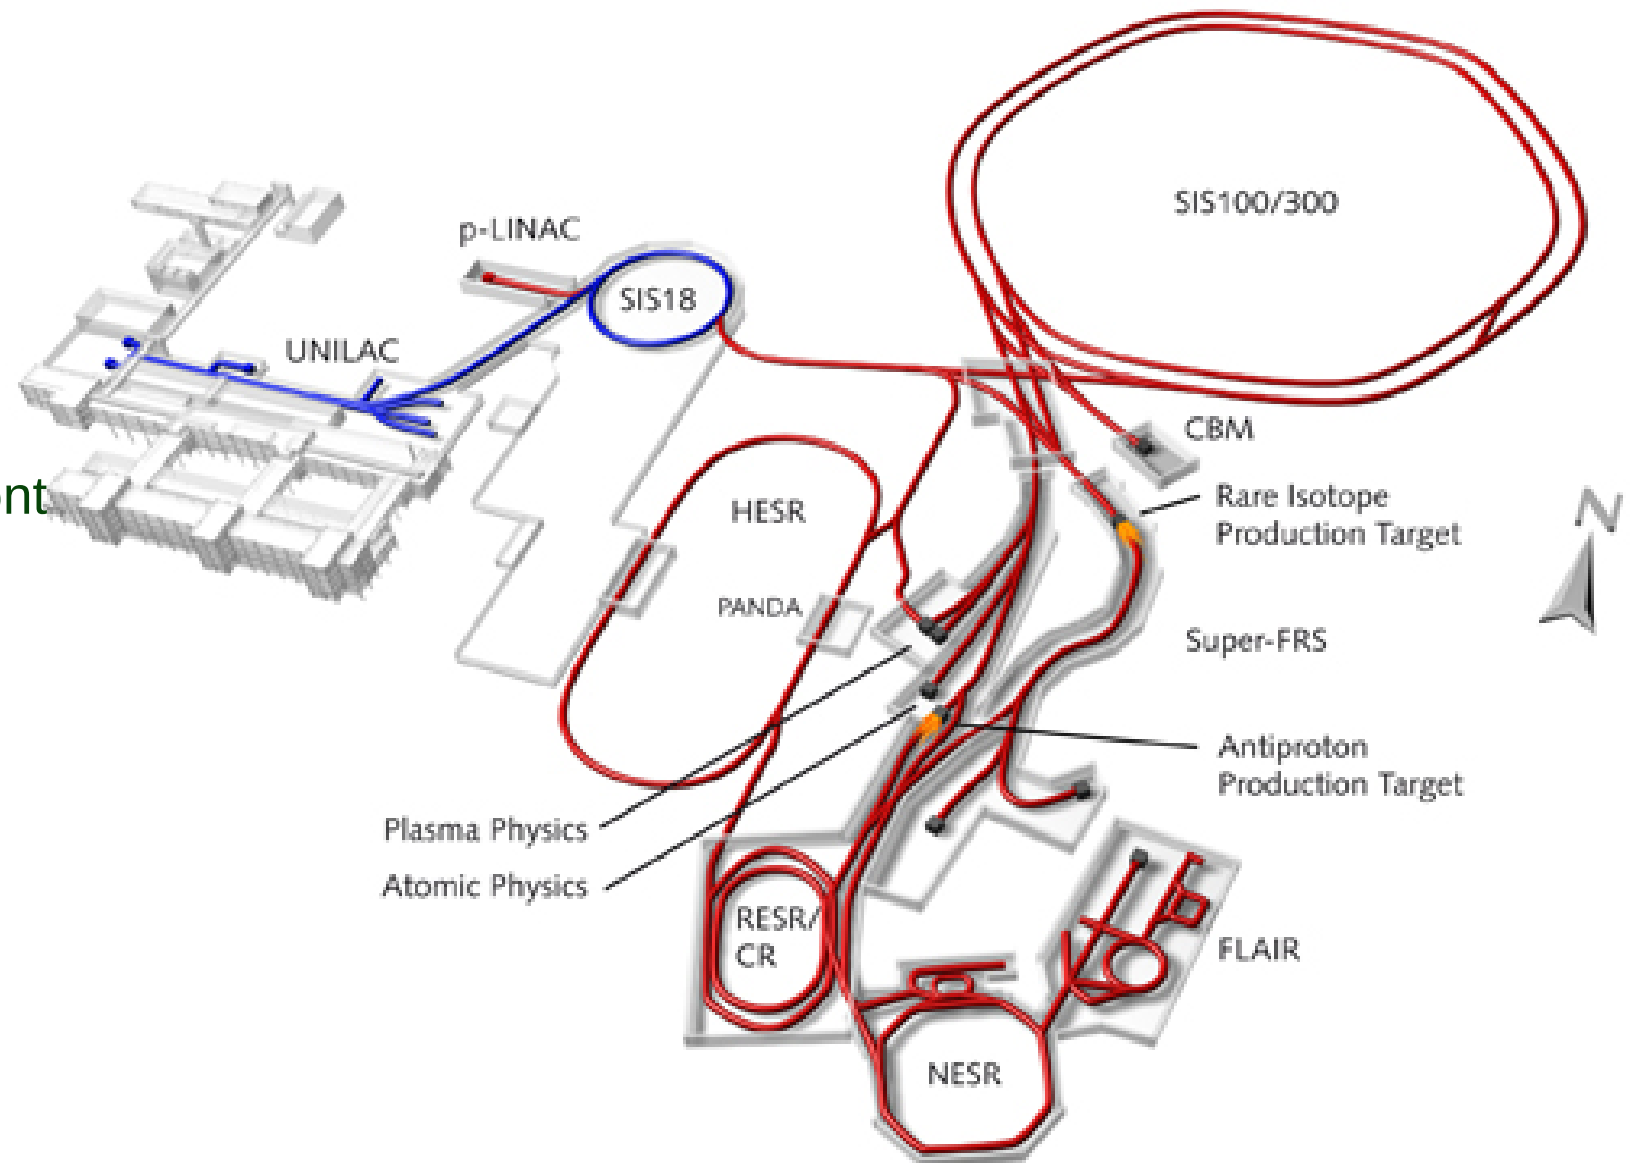 SIS100/300
p-LINAC
SIS18
UNILAC
CBM
HESR
Rare Isotope
Production Target
N
PANDA
Super-FRS
Antiproton
Production Target
Plasma Physics
Atomic Physics
RESR/
CR
FLAIR
NESR